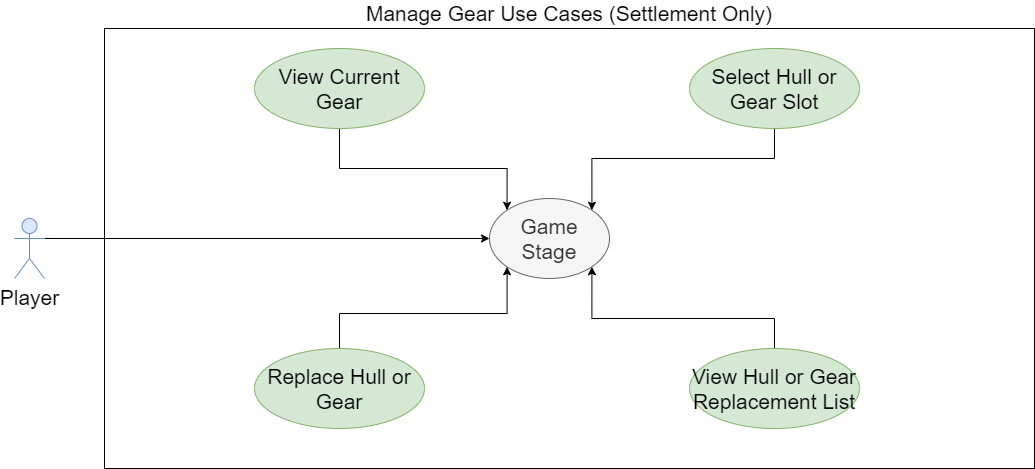 Manage Gear Use Cases (Settlement Only)
View Current
Gear
Select Hull or
Gear Slot
Game
Stage
Player
Replace Hull or
Gear
View Hull or Gear
Replacement List